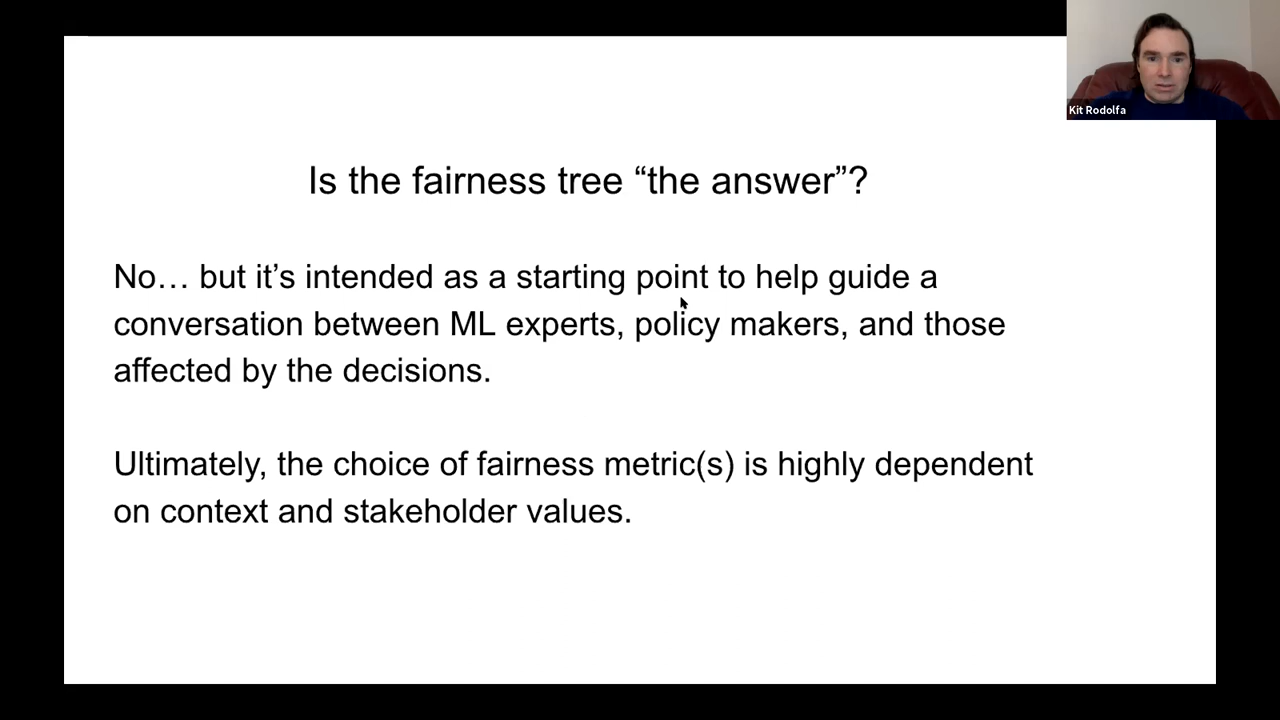 Kit Rodolfa
Is the fairness tree “the answer”?
No… but it’s intended as a starting point to help guide a
conversation between ML experts, policy makers, and those
affected by the decisions.
Ultimately, the choice of fairness metric(s) is highly dependent
on context and stakeholder values.